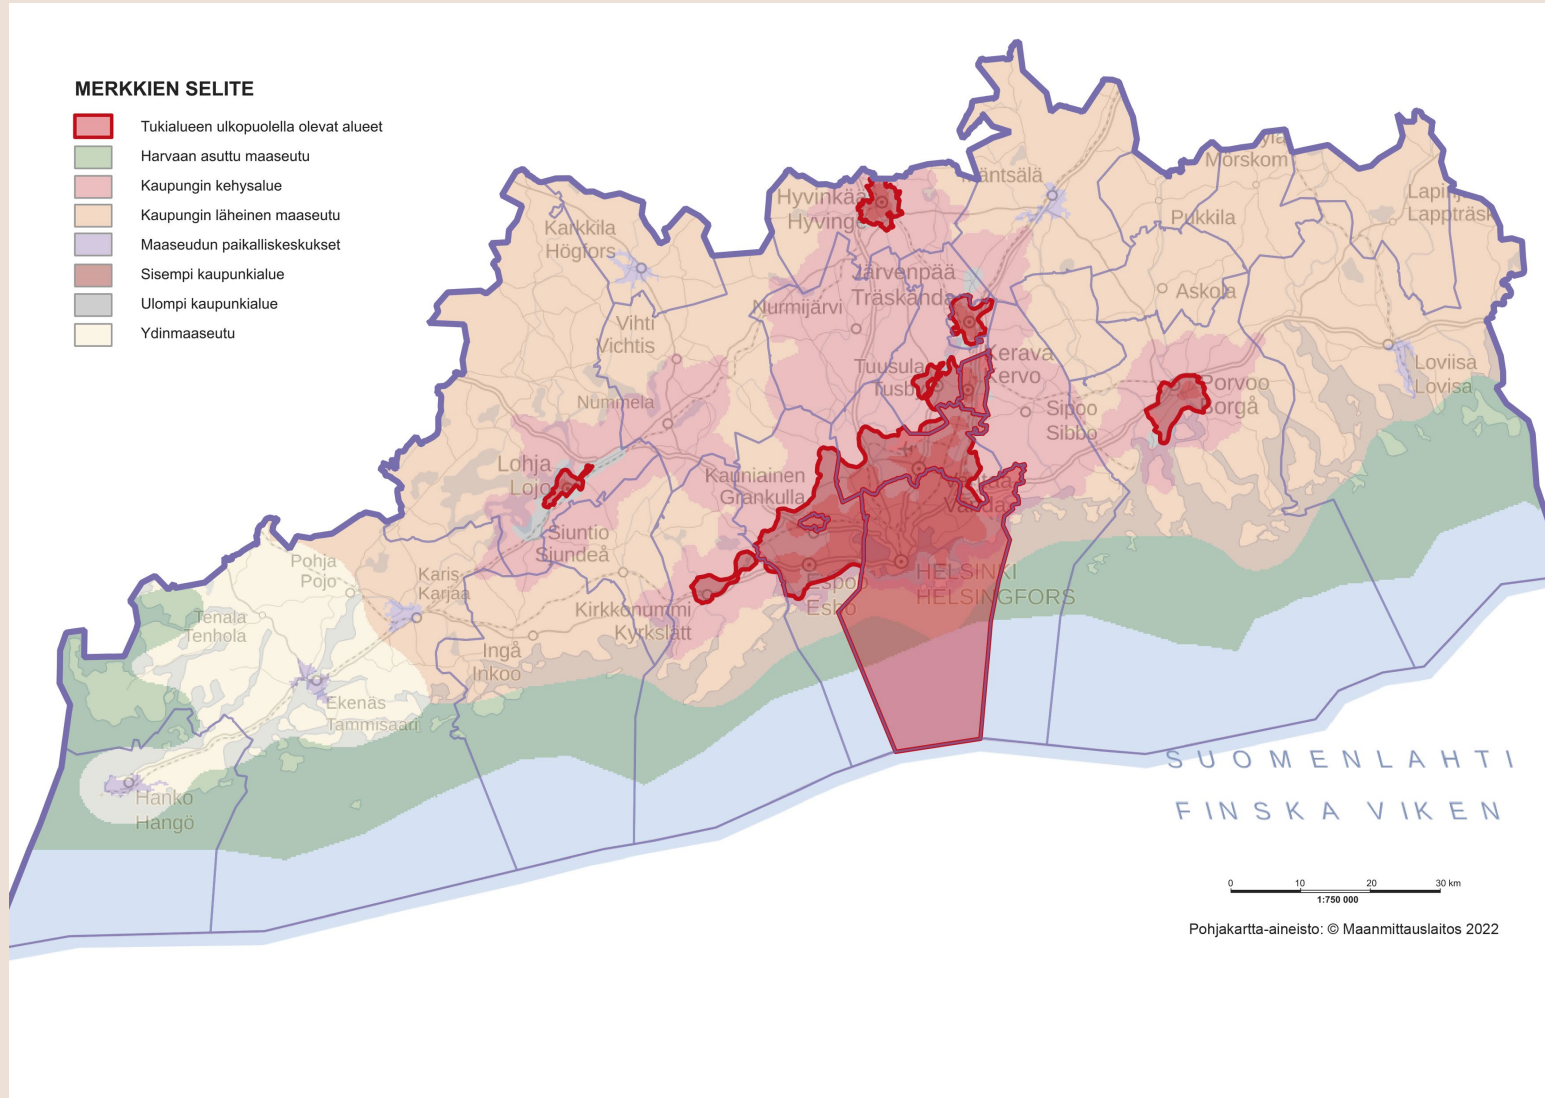 MERKKIEN SELITE
Tukialueen ulkopuolella olevat alueet
Harvaan asuttu maaseutu
Kaupungin kehysalue
Kaupungin läheinen maaseutu
Maaseudun paikalliskeskukset
Sisempi kaupunkialue
Ulompi kaupunkialue
Ydinmaaseutu
Mörskom
Lappträsk
Pukkila
Askola
Hyvinkää
Hyvinge
Karkkila
Högfors
Järvenpää
Träskända
Nurmijärvi
Vihti
Vichtis
Tuusula
Kerava
Kervo
Nummela
Sipoo
Sibbo
Porvoo
Borgå
Loviisa
Lovisa
Lohja
Lojo
Kauniainen
Grankulla
Vantaa
Vanda
Siuntio
Siundeå
Pohja
Pojo
Karis
Karjaa
Espoo
Esbo
HELSINKI
HELSINGFORS
Kirkkonummi
Kyrkslätt
Tenala
Tenhola
Ingå
Inkoo
Ekenäs
Tammisaari
Hanko
Hangö
SUOMENLAHTI
FINSKA VIKEN
0 10 20 30 km
1:750 000
Pohjakartta-aineisto: © Maanmittauslaitos 2022